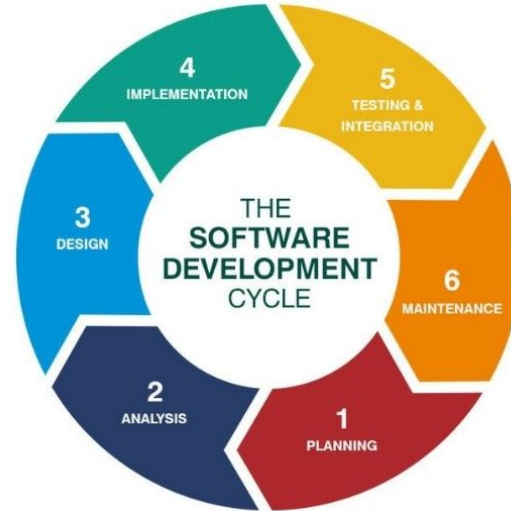 THE
SOFTWARE
DEVELOPMENT
CYCLE
1
PLANNING
2
ANALYSIS
3
DESIGN
4
IMPLEMENTATION
5
TESTING &
INTEGRATION
6
MAINTENANCE